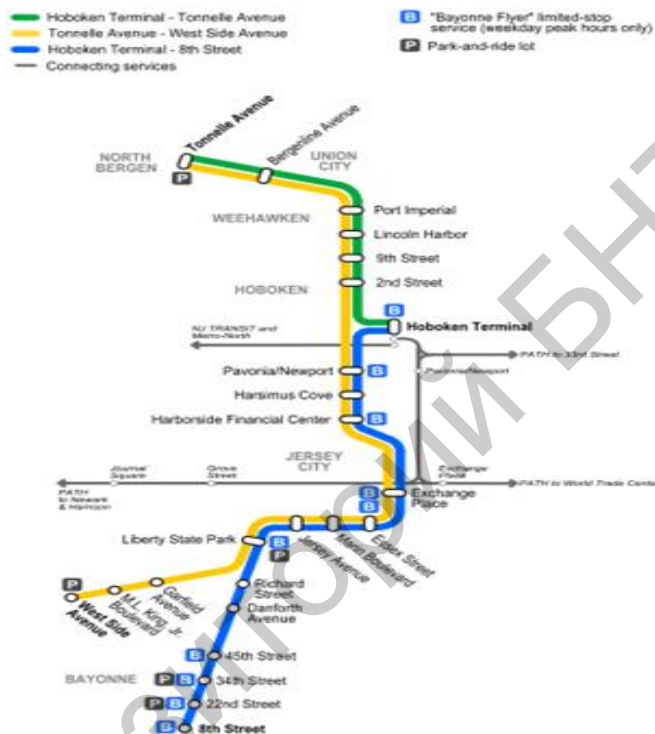 Hoboken Terminal - Tonnelle Avenue
Tonnelle Avenue - West Side Avenue
Hoboken Terminal - 8th Street
Connecting services
B "Bayonne Flyer" limited-stop
service (weekday peak hours only)
P Park-and-ride lot
Tonnelle Avenue
Bergenline Avenue
NORTH
BERGEN
UNION
CITY
P
WEEHAWKEN
Port Imperial
Lincoln Harbor
9th Street
HOBOKEN
2nd Street
B
Hoboken Terminal
NJ TRANSIT and
Metro-North
PATH to 33rd Street
Pavonia/Newport B
Pavonia/Newport
Harsimus Cove
Harborside Financial Center B
JERSEY
CITY
Journal
Square
Grove
Street
Exchange
Place
PATH
to Newark
& Harrison
PATH to World Trade Center
B
B
Exchange
Place
Liberty State Park
B
P
Jersey Avenue
Marin Boulevard
Essex Street
P
West Side
Avenue
M.L. King, Jr.
Boulevard
Garfield
Avenue
Richard
Street
Danforth
Avenue
BAYONNE
B 45th Street
P B 34th Street
P B 22nd Street
B 8th Street
ЗИТОРИЙ БНТ